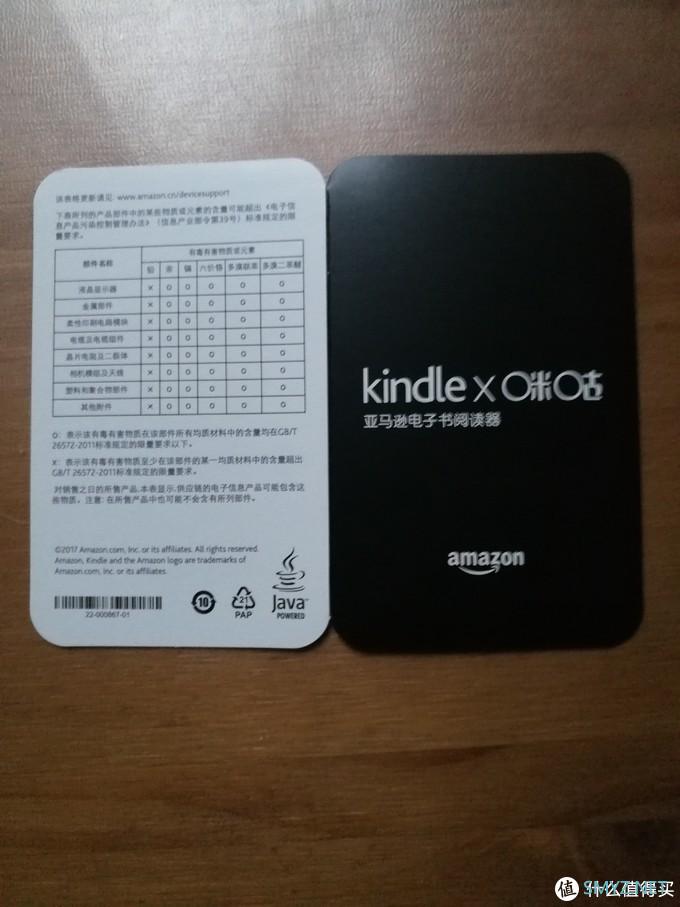 该表格更新请见: www.amazon.cn/devicesupport
下表所列的产品部件中的某些物质或元素的含量可能超出《电子信
息产品污染控制管理办法》(信息产业部令第39号)标准规定的限
量要求。
部件名称 有毒有害物质或元素
铅 汞 镉 六价铬 多溴联苯 多溴二苯醚
液晶显示器 × O O O O O
金属部件 × O O O O O
柔性印刷电路模块 × O O O O O
电缆及电缆组件 × O O O O O
晶片电阻及二极体 × O O O O O
相机模组及天线 × O O O O O
塑料和聚合物部件 × O O O O O
其他附件 × O O O O O
O: 表示该有毒有害物质在该部件所有均质材料中的含量均在GB/T
26572-2011标准规定的限量要求以下。
X: 表示该有毒有害物质至少在该部件的某一均质材料中的含量超出
GB/T 26572-2011标准规定的限量要求。
对销售之日的所售产品,本表显示,供应链的电子信息产品可能包含这
些物质。注意: 在所售产品中也可能不会含有所列部件。
©2017 Amazon.com, Inc. or its affiliates. All rights reserved.
Amazon, Kindle and the Amazon logo are trademarks of
Amazon.com, Inc. or its affiliates.
22-000867-01
10
21
PAP
Java
POWERED
kindle x 咪咕
亚马逊电子书阅读器
amazon
值 什么值得买